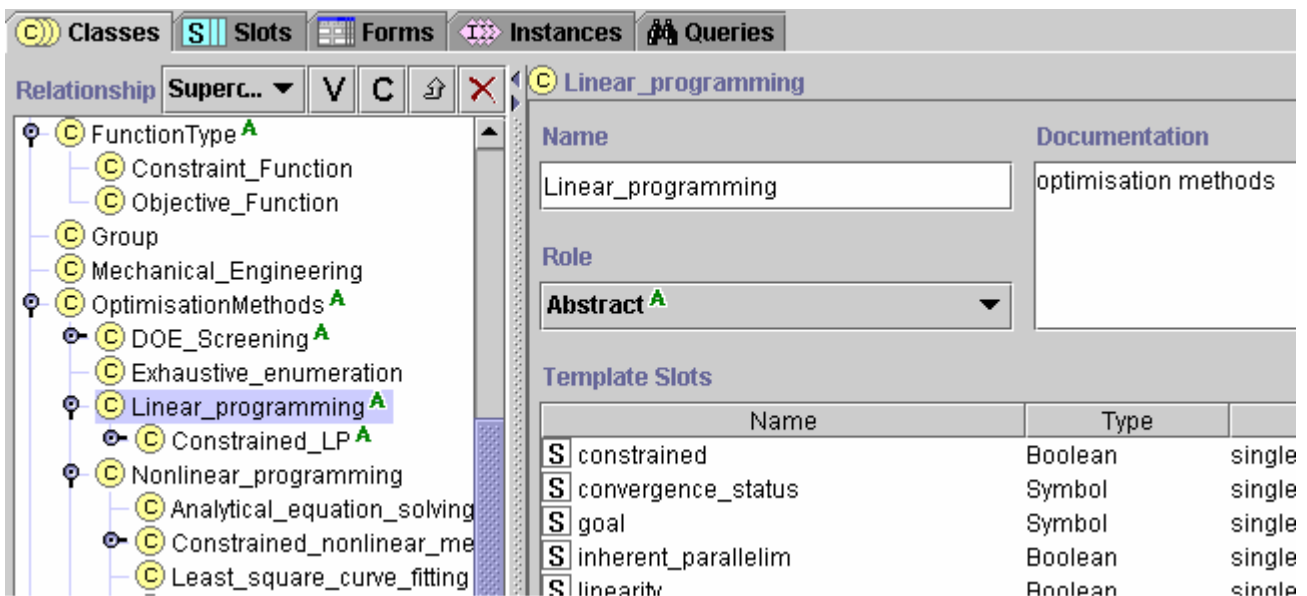 Classes Slots Forms Instances Queries
Relationship Superc... V C
FunctionType A
Constraint_Function
Objective_Function
Group
Mechanical_Engineering
OptimisationMethods A
DOE_Screening A
Exhaustive_enumeration
Linear_programming A
Constrained_LP A
Nonlinear_programming
Analytical_equation_solving
Constrained_nonlinear_me
Least_square_curve_fitting
C Linear_programming
Name
Linear_programming
Documentation
optimisation methods
Role
Abstract A
Template Slots
Name Type
S constrained Boolean single
S convergence_status Symbol single
S goal Symbol single
S inherent_parallelim Boolean single
S linearity Boolean single